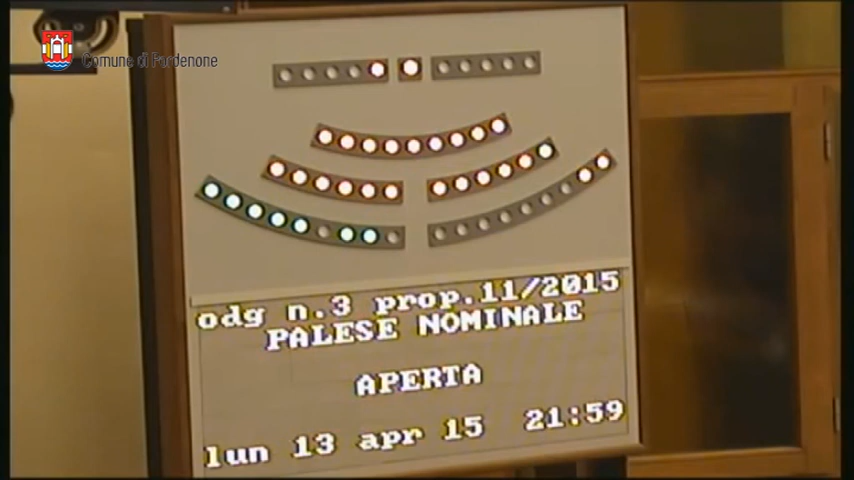 Comune di Pordenone
odg n.3 prop.11/2015
PALESE NOMINALE
APERTA
lun 13 apr 15 21:59